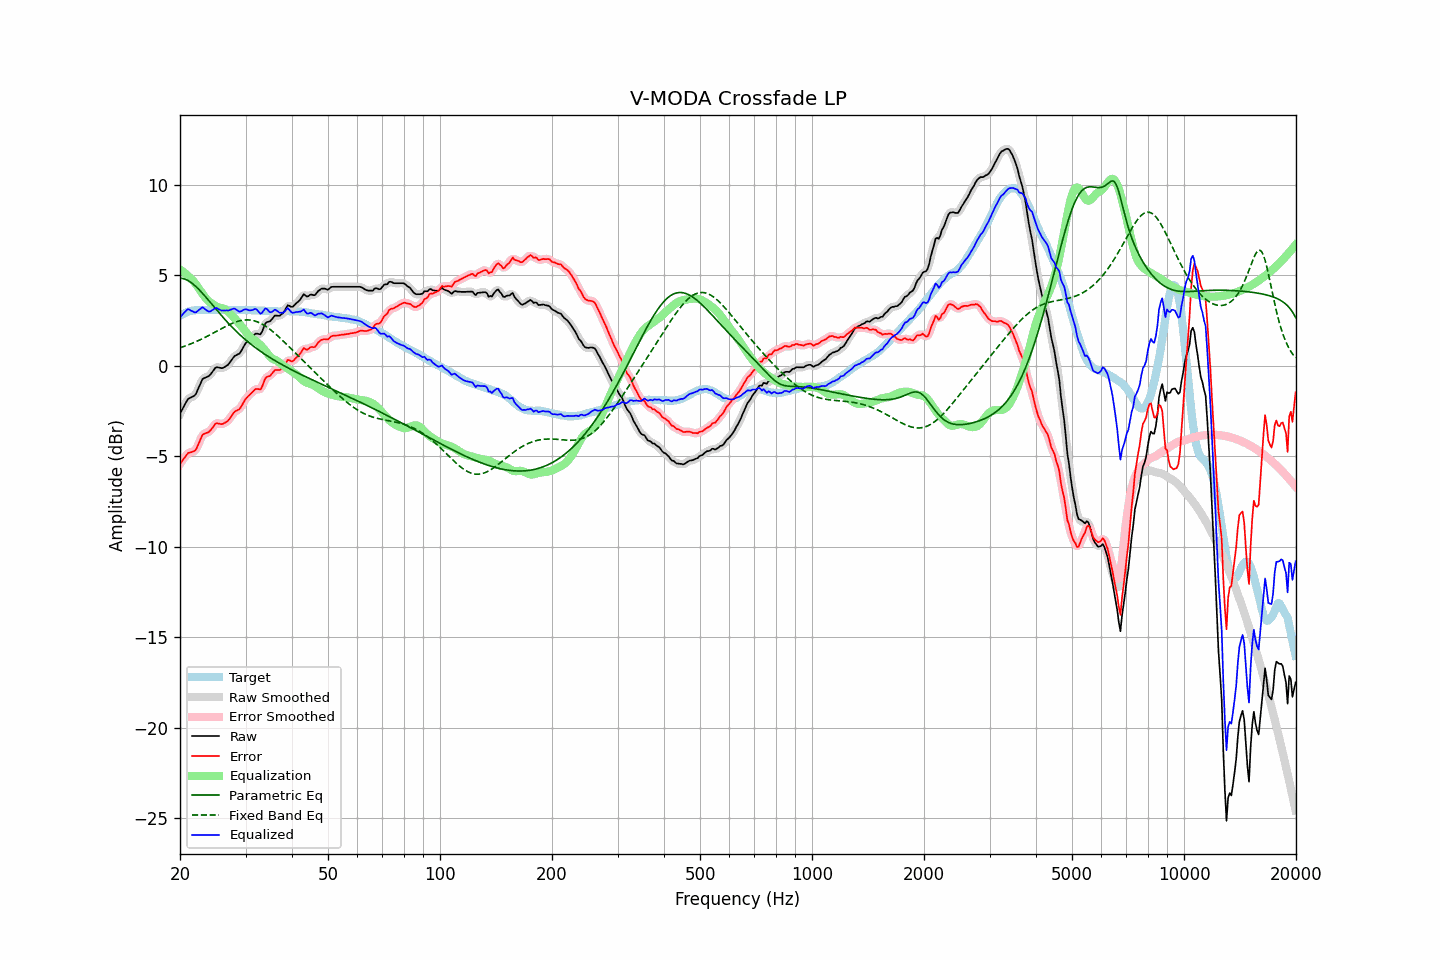 V-MODA Crossfade LP
10
5
0
−5
−10
−15
−20
−25
Amplitude (dBr)
Target
Raw Smoothed
Error Smoothed
Raw
Error
Equalization
Parametric Eq
Fixed Band Eq
Equalized
20 50 100 200 500 1000 2000 5000 10000 20000
Frequency (Hz)